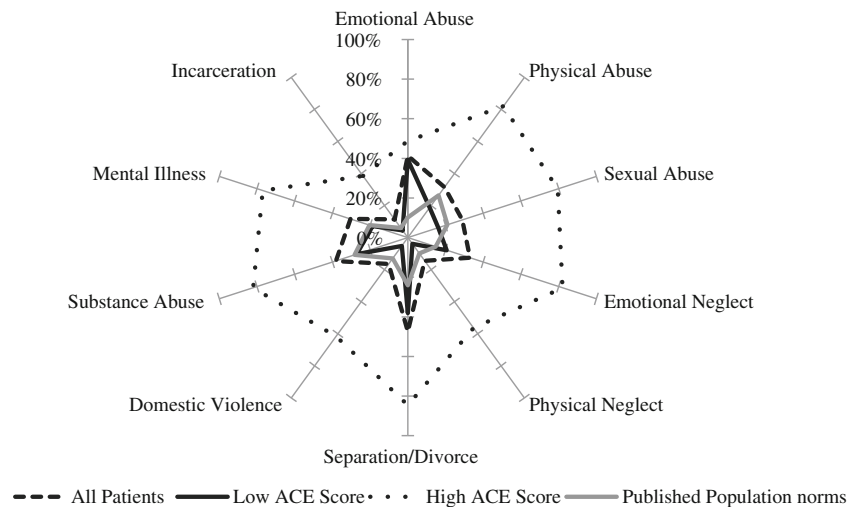 Emotional Abuse
100%
Incarceration
80%
Physical Abuse
60%
40%
Mental Illness
Sexual Abuse
20%
0%
Substance Abuse
Emotional Neglect
Domestic Violence
Physical Neglect
Separation/Divorce
All Patients Low ACE Score High ACE Score Published Population norms